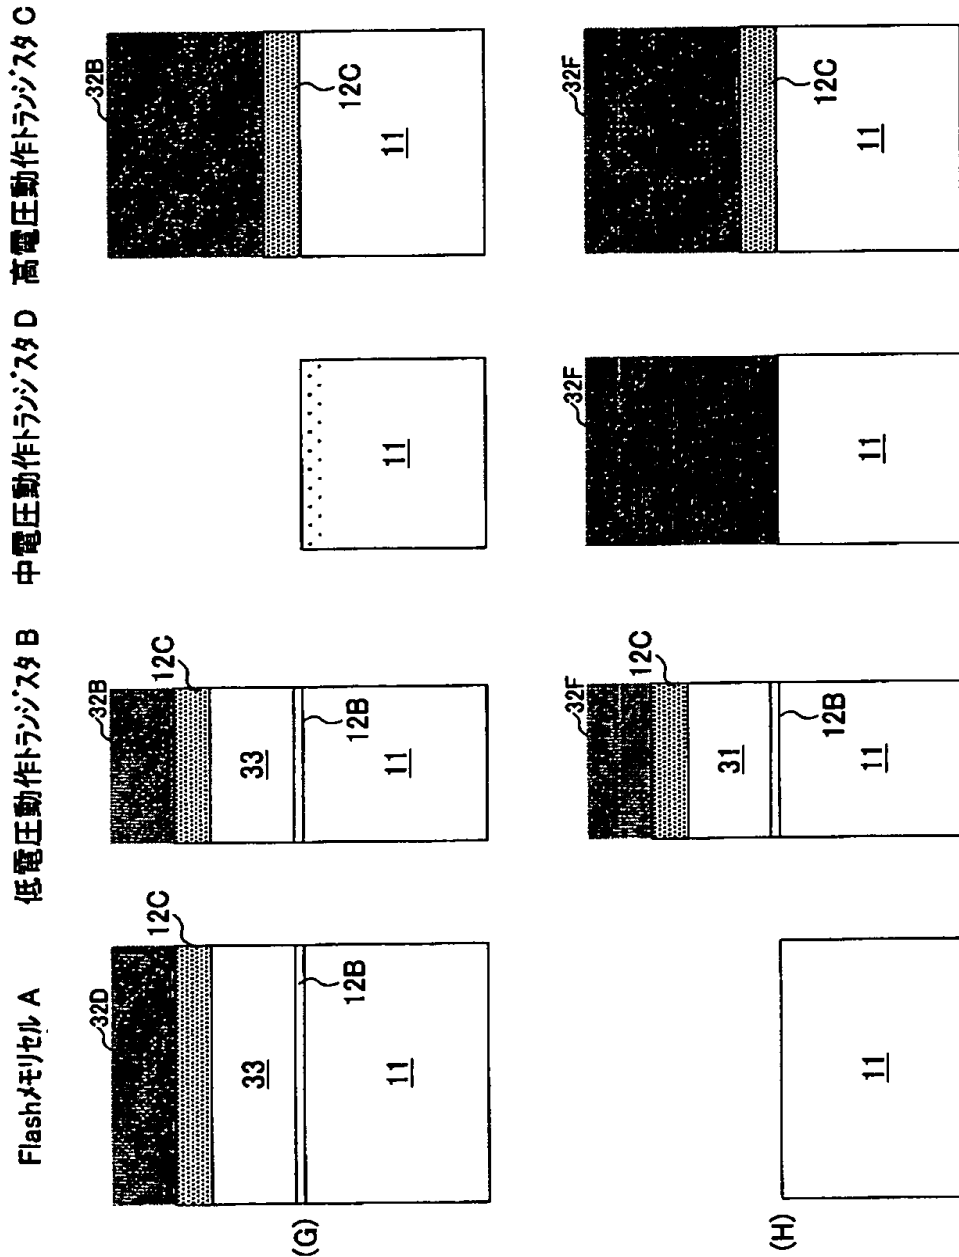 Flashメモリセル A
低電圧動作トランジスタ B
中電圧動作トランジスタ D
高電圧動作トランジスタ C
(G)
32D
12C
33
12B
11
32B
12C
33
12B
11
11
32B
12C
11
(H)
11
32F
12C
31
12B
11
32F
11
32F
12C
11